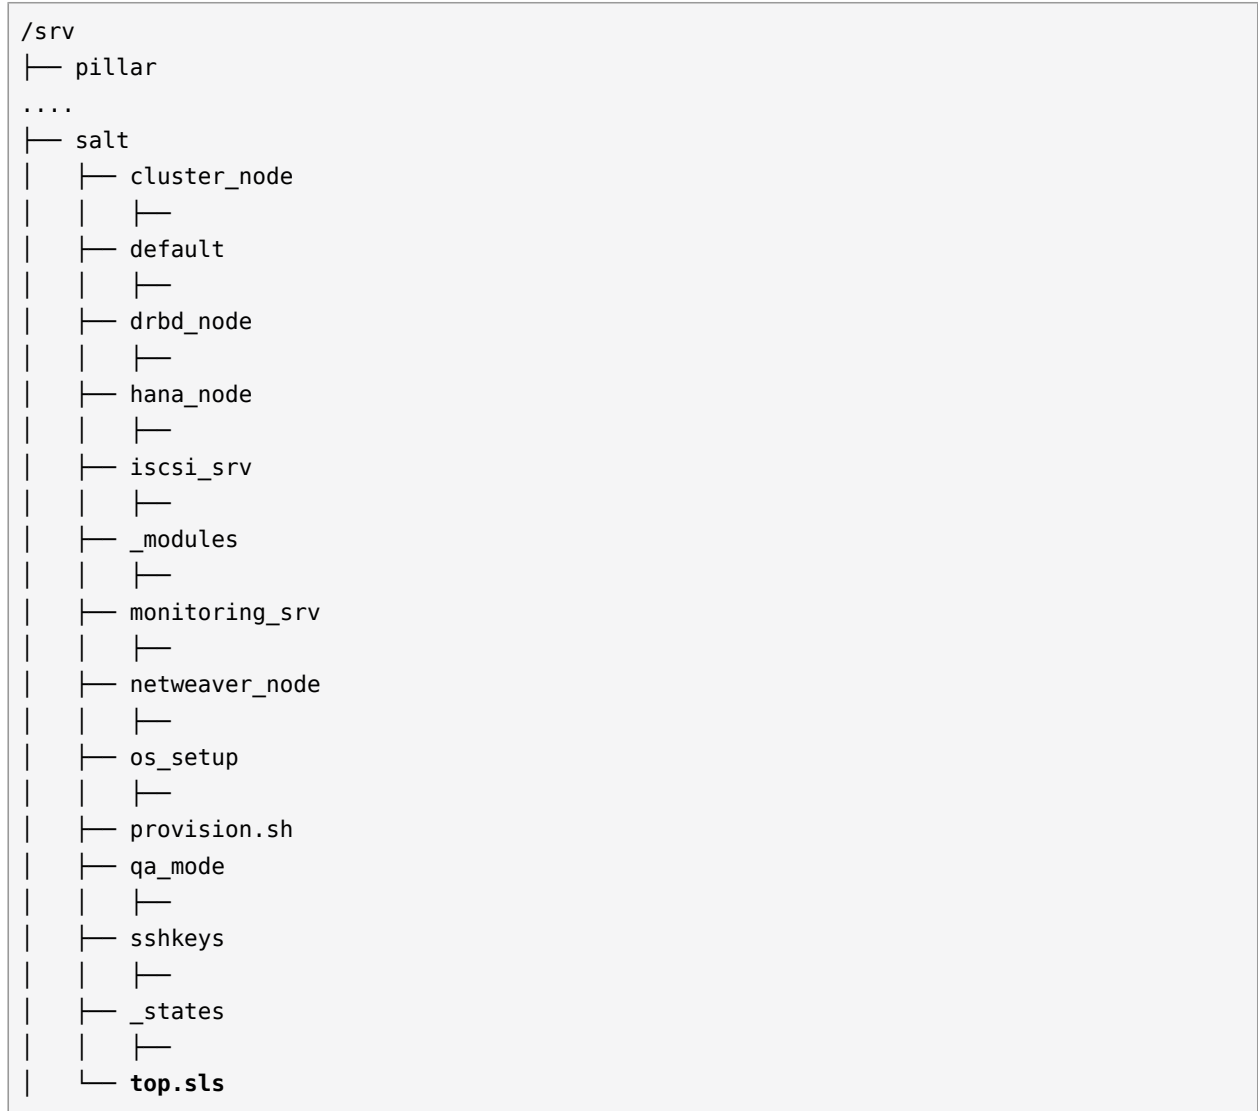 /srv
├── pillar
....
├── salt
│   ├── cluster_node
│   │   ├──
│   ├── default
│   │   ├──
│   ├── drbd_node
│   │   ├──
│   ├── hana_node
│   │   ├──
│   ├── iscsi_srv
│   │   ├──
│   ├── _modules
│   │   ├──
│   ├── monitoring_srv
│   │   ├──
│   ├── netweaver_node
│   │   ├──
│   ├── os_setup
│   │   ├──
│   ├── provision.sh
│   ├── qa_mode
│   │   ├──
│   ├── sshkeys
│   │   ├──
│   ├── _states
│   │   ├──
│   └── top.sls